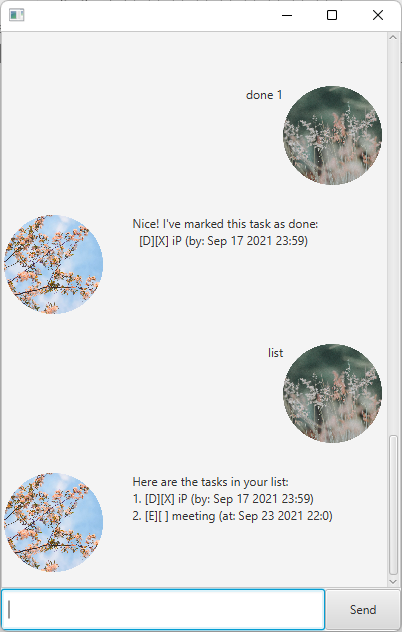 done 1
Nice! I've marked this task as done:
[D][X] iP (by: Sep 17 2021 23:59)
list
Here are the tasks in your list:
1. [D][X] iP (by: Sep 17 2021 23:59)
2. [E][ ] meeting (at: Sep 23 2021 22:0)
Send